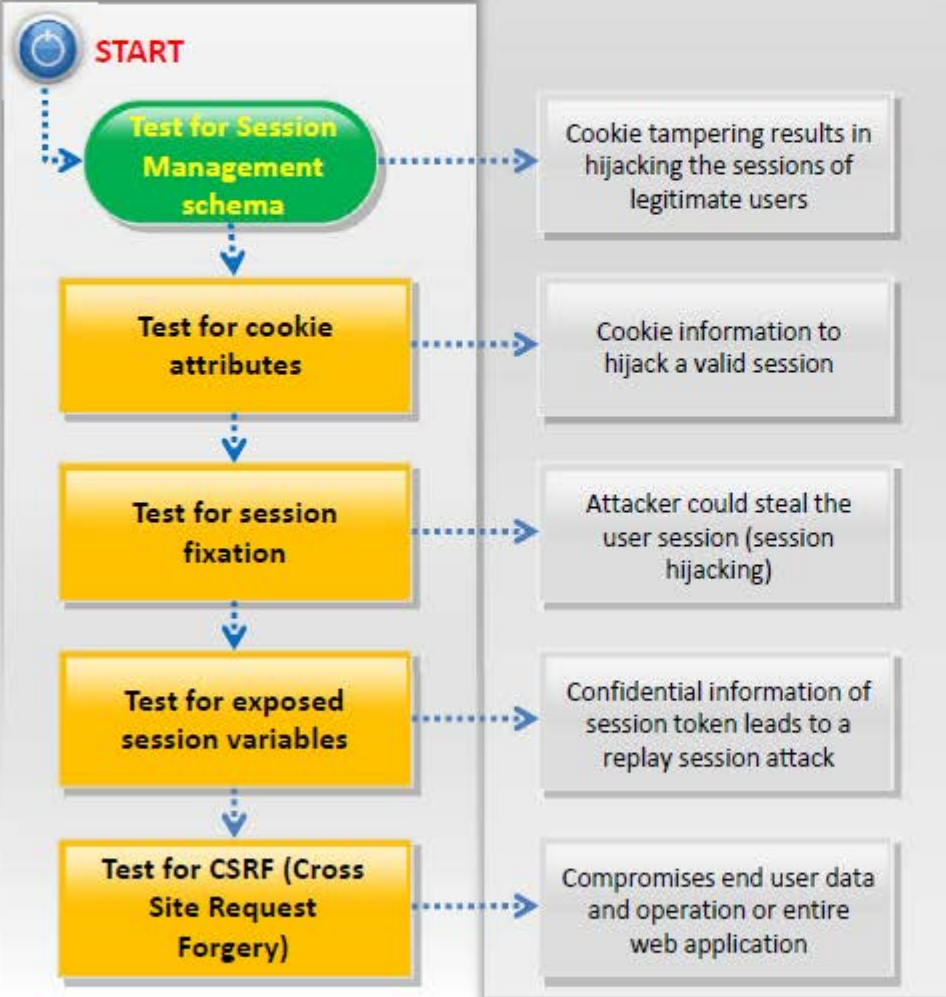 START
Test for Session
Management
schema
Cookie tampering results in
hijacking the sessions of
legitimate users
Test for cookie
attributes
Cookie information to
hijack a valid session
Test for session
fixation
Attacker could steal the
user session (session
hijacking)
Test for exposed
session variables
Confidential information of
session token leads to a
replay session attack
Test for CSRF (Cross
Site Request
Forgery)
Compromises end user data
and operation or entire
web application